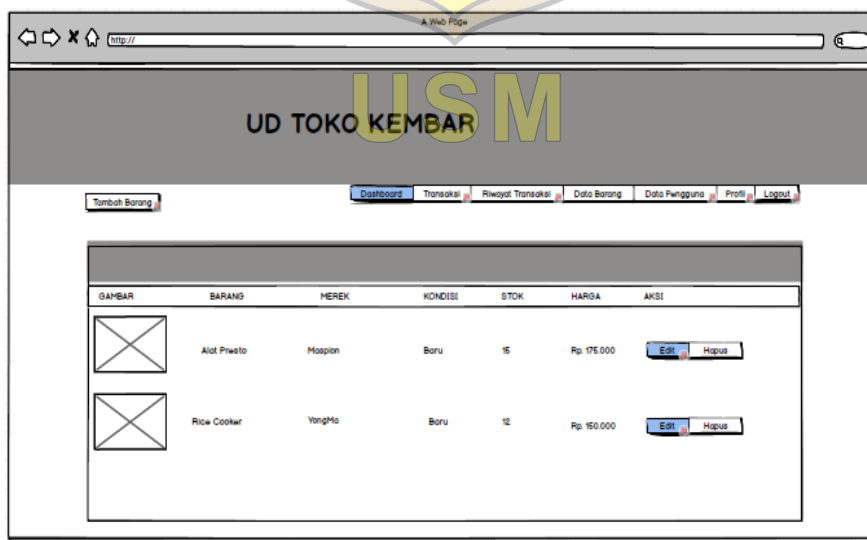 A Web Page
http://
USM
UD TOKO KEMBAR
Tambah Barang
Dashboard Transaksi Riwayat Transaksi Data Barang Data Pengguna Profil Logout
GAMBAR BARANG MEREK KONDISI STOK HARGA AKSI
Alat Presto Maspion Baru 15 Rp. 175.000 Edit Hapus
Rice Cooker YongMa Baru 12 Rp. 150.000 Edit Hapus